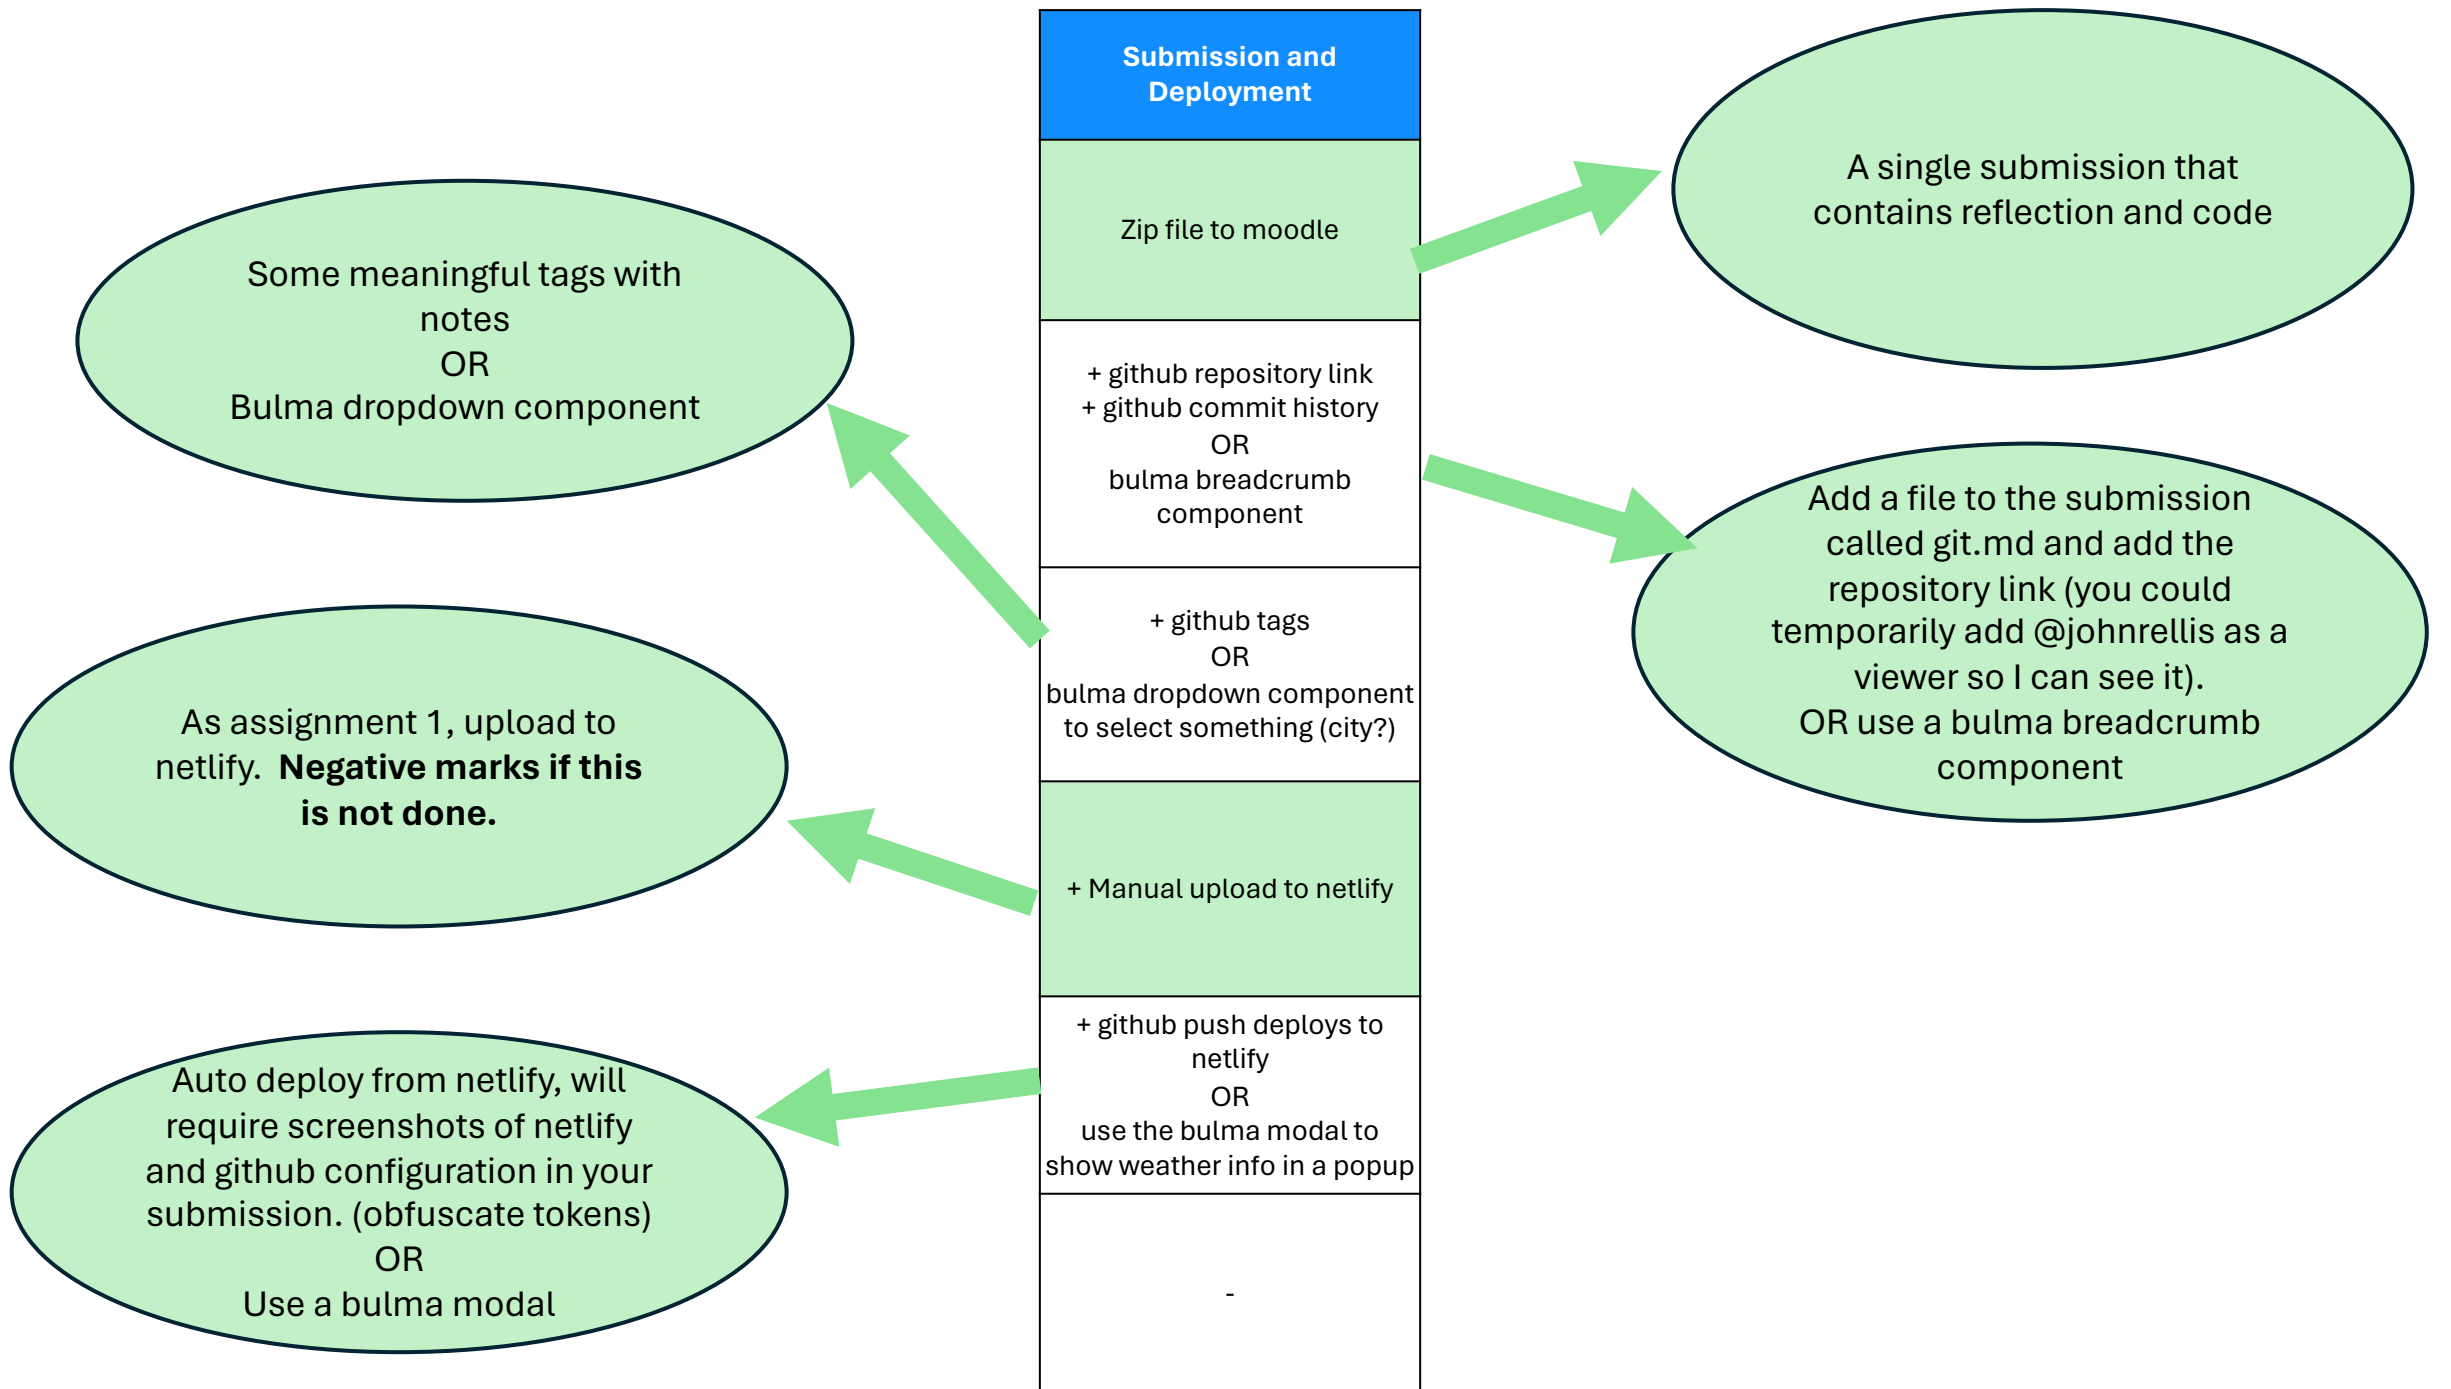 Submission and
Deployment
Zip file to moodle
+ github repository link
+ github commit history
OR
bulma breadcrumb
component
+ github tags
OR
bulma dropdown component
to select something (city?)
+ Manual upload to netlify
+ github push deploys to
netlify
OR
use the bulma modal to
show weather info in a popup
-
A single submission that
contains reflection and code
Some meaningful tags with
notes
OR
Bulma dropdown component
Add a file to the submission
called git.md and add the
repository link (you could
temporarily add @johnrellis as a
viewer so I can see it).
OR use a bulma breadcrumb
component
As assignment 1, upload to
netlify.  Negative marks if this
is not done.
Auto deploy from netlify, will
require screenshots of netlify
and github configuration in your
submission. (obfuscate tokens)
OR
Use a bulma modal